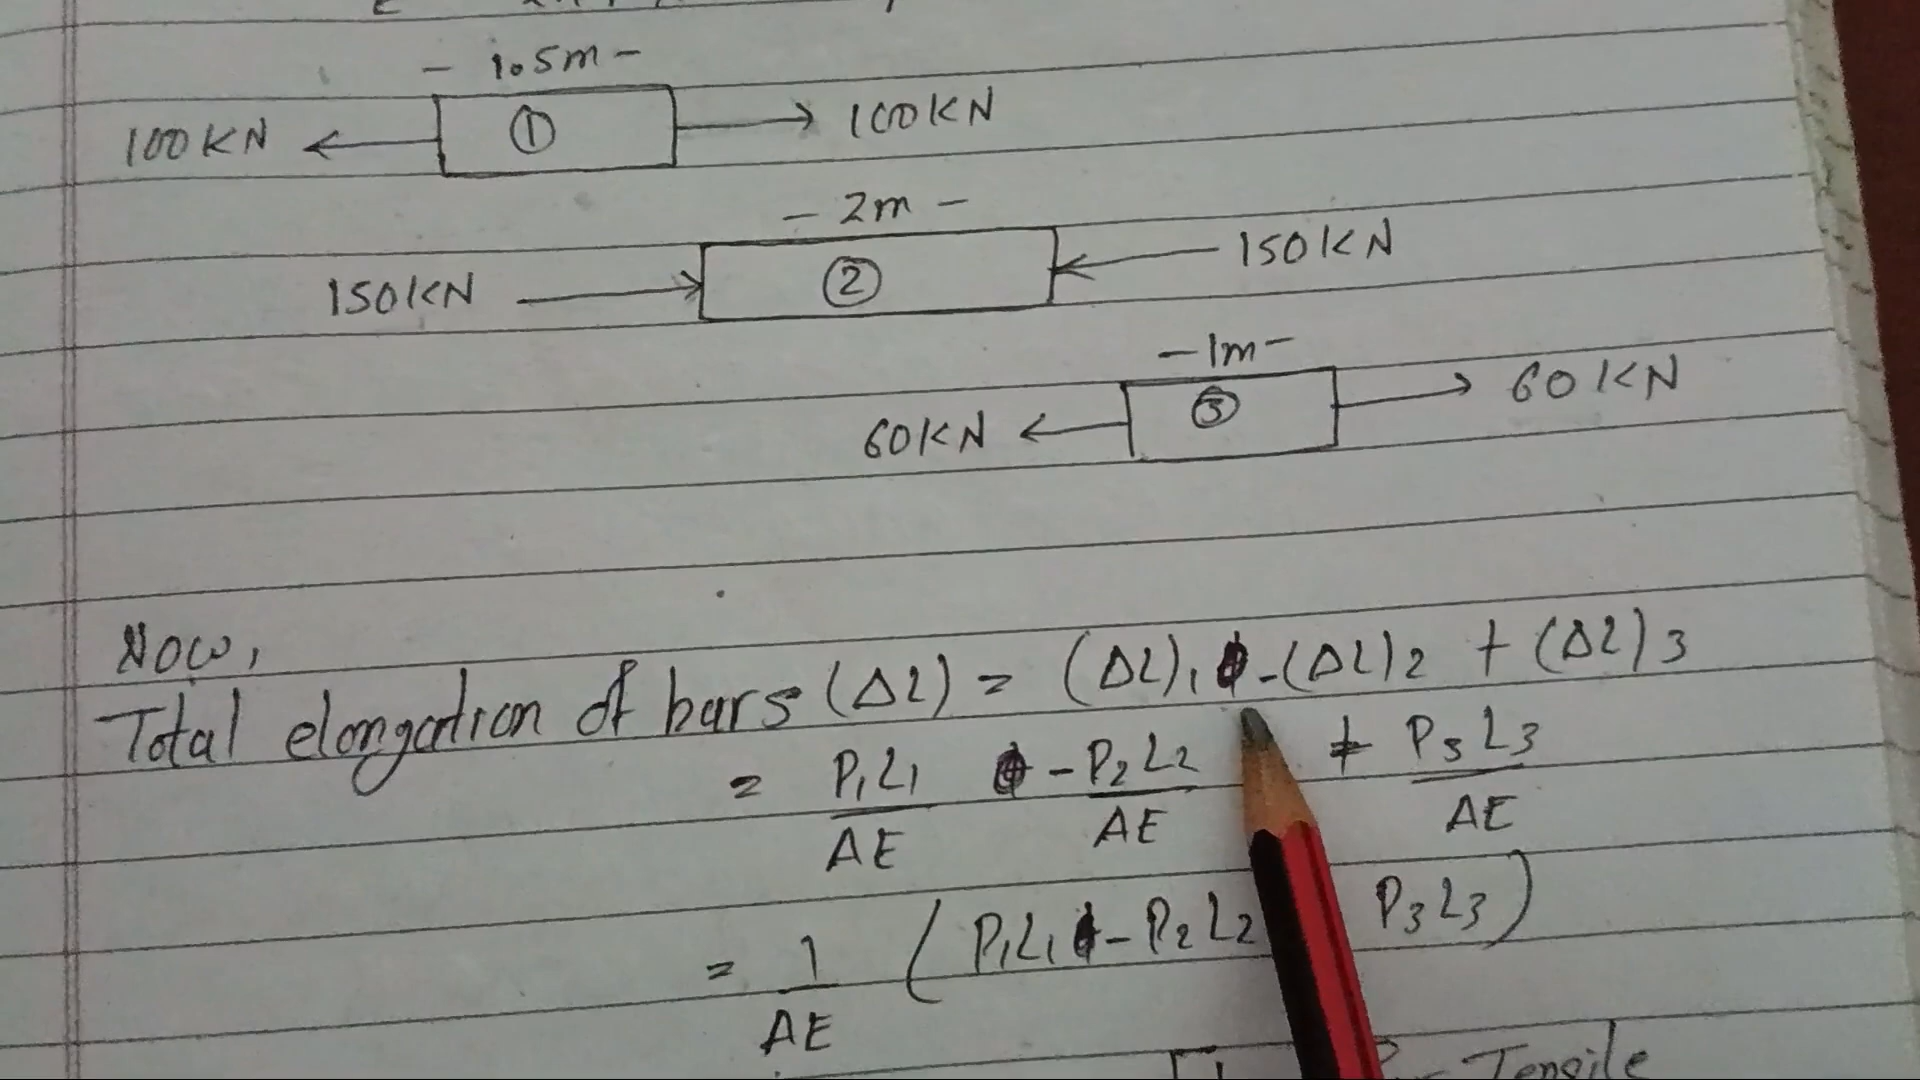 - 1.5m -
100KN ① 100KN
- 2m -
150KN ② 150KN
- 1m -
60KN ③ 60KN
Now,
Total elongation of bars (ΔL) = (ΔL)₁ - (ΔL)₂ + (ΔL)₃
= P₁L₁/AE - P₂L₂/AE + P₃L₃/AE
= 1/AE ( P₁L₁ - P₂L₂ P₃L₃ )
Tensile